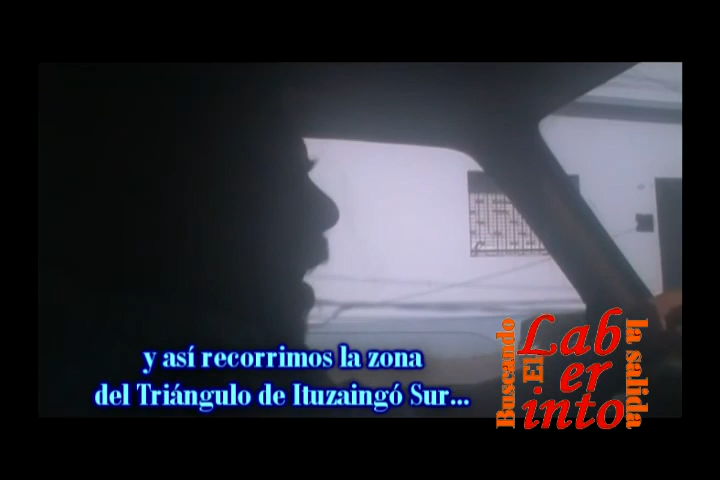 y así recorrimos la zona
del Triángulo de Ituzaingó Sur...
Buscando
El
Lab
er
into
la salida